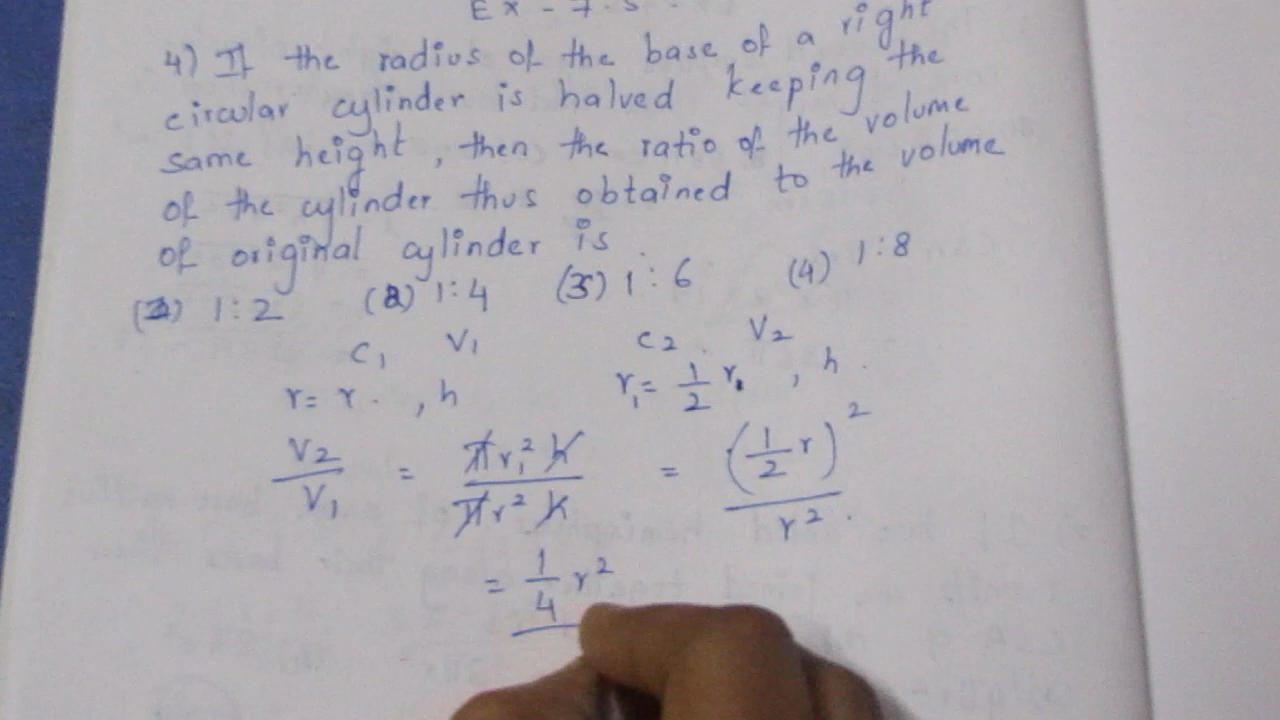 Ex - 7.5
4) If the radius of the base of a right
circular cylinder is halved keeping the
same height, then the ratio of the volume
of the cylinder thus obtained to the volume
of original cylinder is
(1) 1:2 (2) 1:4 (3) 1:6 (4) 1:8
C₁ V₁ C₂ V₂
r = r , h r₁ = 1/2 r , h
V₂/V₁ = πr₁²h/πr²h = (1/2 r)²/r²
= 1/4 r²